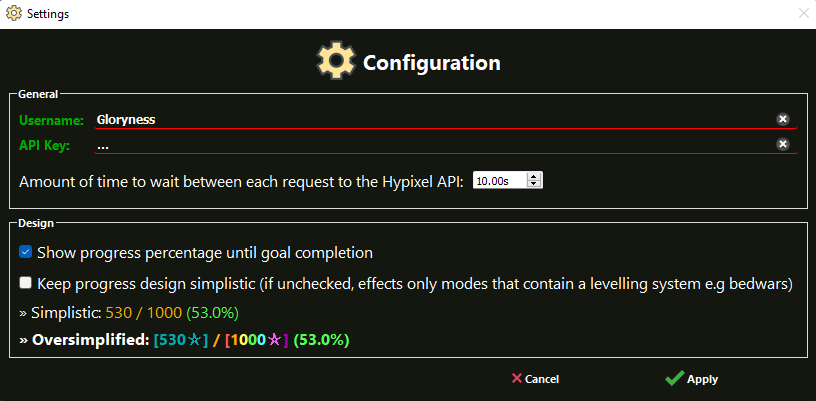 Settings
Configuration
General
Username: Gloryness
API Key: ...
Amount of time to wait between each request to the Hypixel API: 10.00s
Design
Show progress percentage until goal completion
Keep progress design simplistic (if unchecked, effects only modes that contain a levelling system e.g bedwars)
» Simplistic: 530 / 1000 (53.0%)
» Oversimplified: [530✫] / [1000✫] (53.0%)
Cancel Apply